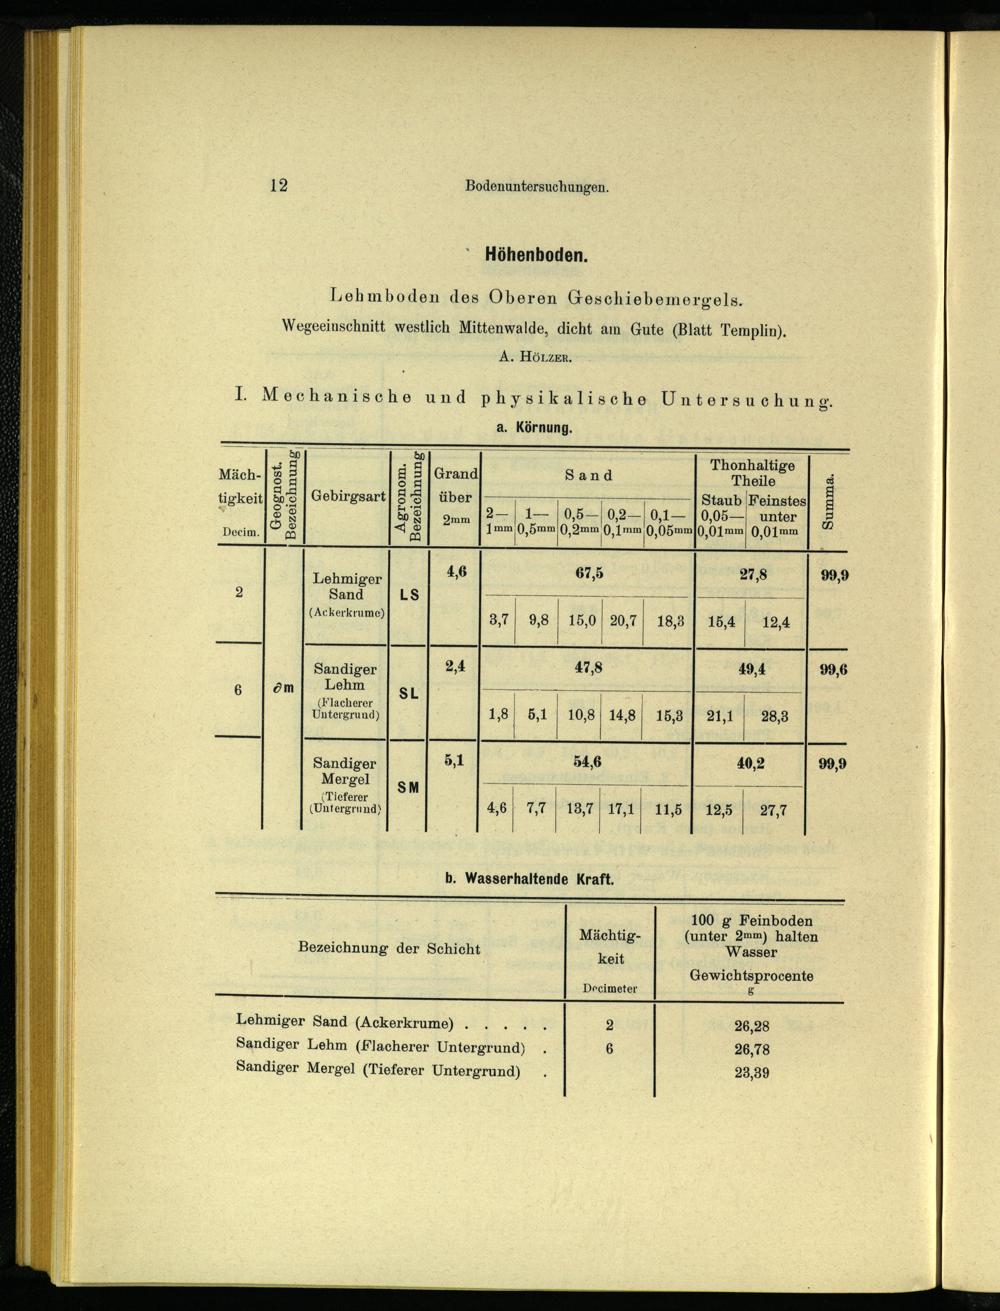 12
Bodenuntersuchungen.
Höhenboden.
Lehmboden des Oberen Geschiebemergels.
Wegeeinschnitt westlich Mittenwalde, dicht am Gute (Blatt Templin).
A. HÖLZER.
I. Mechanische und physikalische Untersuchung.
a. Körnung.
Mäch-
tigkeit
Decim.
Geognost.
Bezeichnung
Gebirgsart
Agronom.
Bezeichnung
Grand
über
2mm
Sand
2—
1mm
1—
0,5mm
0,5—
0,2mm
0,2—
0,1mm
0,1—
0,05mm
Thonhaltige
Theile
Staub
0,05—
0,01mm
Feinstes
unter
0,01mm
Summa.
2
Lehmiger
Sand
(Ackerkrume)
LS
4,6
67,5
27,8
99,9
3,7 9,8 15,0 20,7 18,3 15,4 12,4
6
∂m
Sandiger
Lehm
(Flacherer
Untergrund)
SL
2,4
47,8
49,4
99,6
1,8 5,1 10,8 14,8 15,3 21,1 28,3
Sandiger
Mergel
(Tieferer
(Untergrund)
SM
5,1
54,6
40,2
99,9
4,6 7,7 13,7 17,1 11,5 12,5 27,7
b. Wasserhaltende Kraft.
Bezeichnung der Schicht
Mächtig-
keit
Decimeter
100 g Feinboden
(unter 2mm) halten
Wasser
Gewichtsprocente
g
Lehmiger Sand (Ackerkrume) . . . . . 2 26,28
Sandiger Lehm (Flacherer Untergrund) . 6 26,78
Sandiger Mergel (Tieferer Untergrund) . 23,39